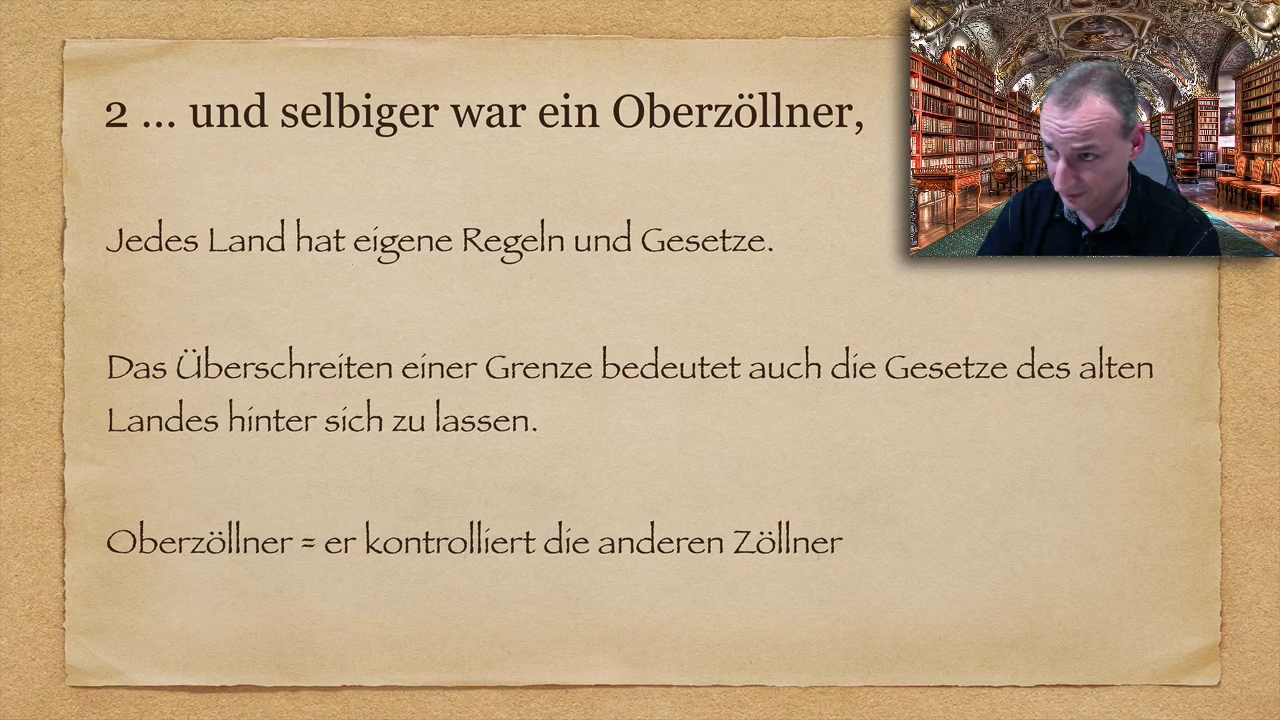 2 ... und selbiger war ein Oberzöllner,
Jedes Land hat eigene Regeln und Gesetze.
Das Überschreiten einer Grenze bedeutet auch die Gesetze des alten
Landes hinter sich zu lassen.
Oberzöllner = er kontrolliert die anderen Zöllner